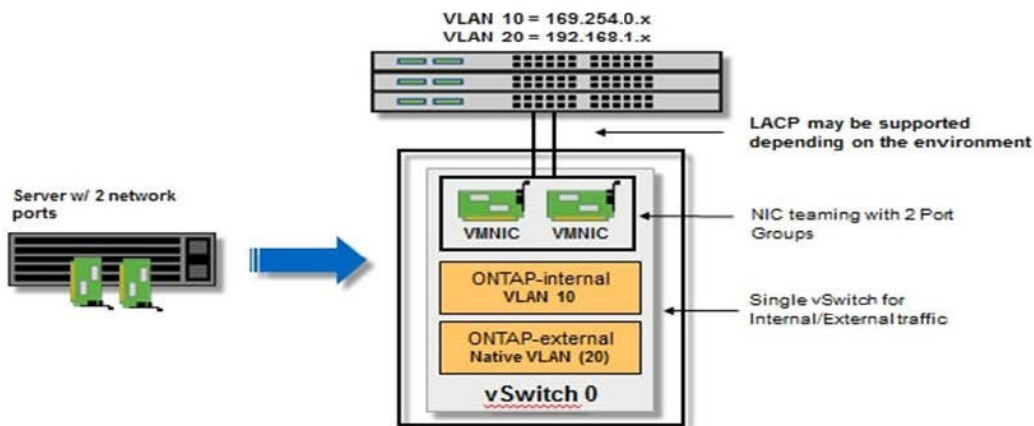 VLAN 10 = 169.254.0.x
VLAN 20 = 192.168.1.x
LACP may be supported
depending on the environment
Server w/ 2 network
ports
VMNIC VMNIC
NIC teaming with 2 Port
Groups
ONTAP-internal
VLAN 10
Single vSwitch for
Internal/External traffic
ONTAP-external
Native VLAN (20)
vSwitch 0